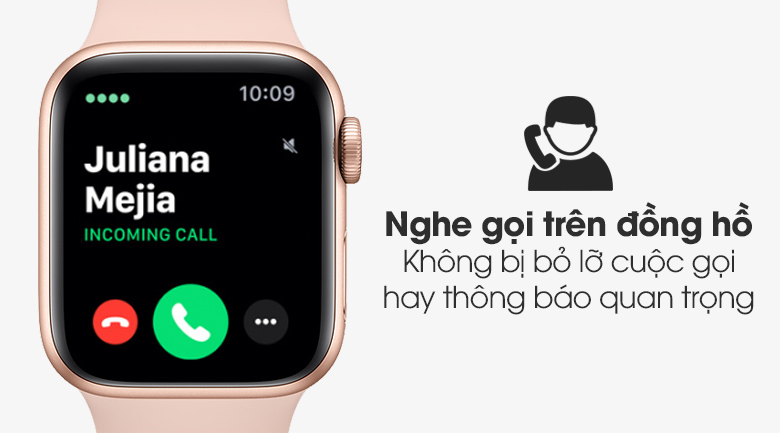 10:09
Juliana
Mejia
INCOMING CALL
Nghe gọi trên đồng hồ
Không bị bỏ lỡ cuộc gọi
hay thông báo quan trọng